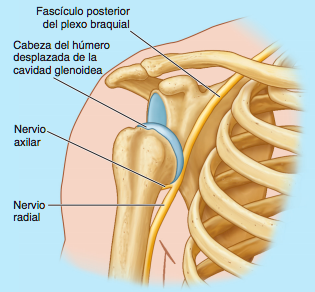 Fascículo posterior
del plexo braquial
Cabeza del húmero
desplazada de la
cavidad glenoidea
Nervio
axilar
Nervio
radial